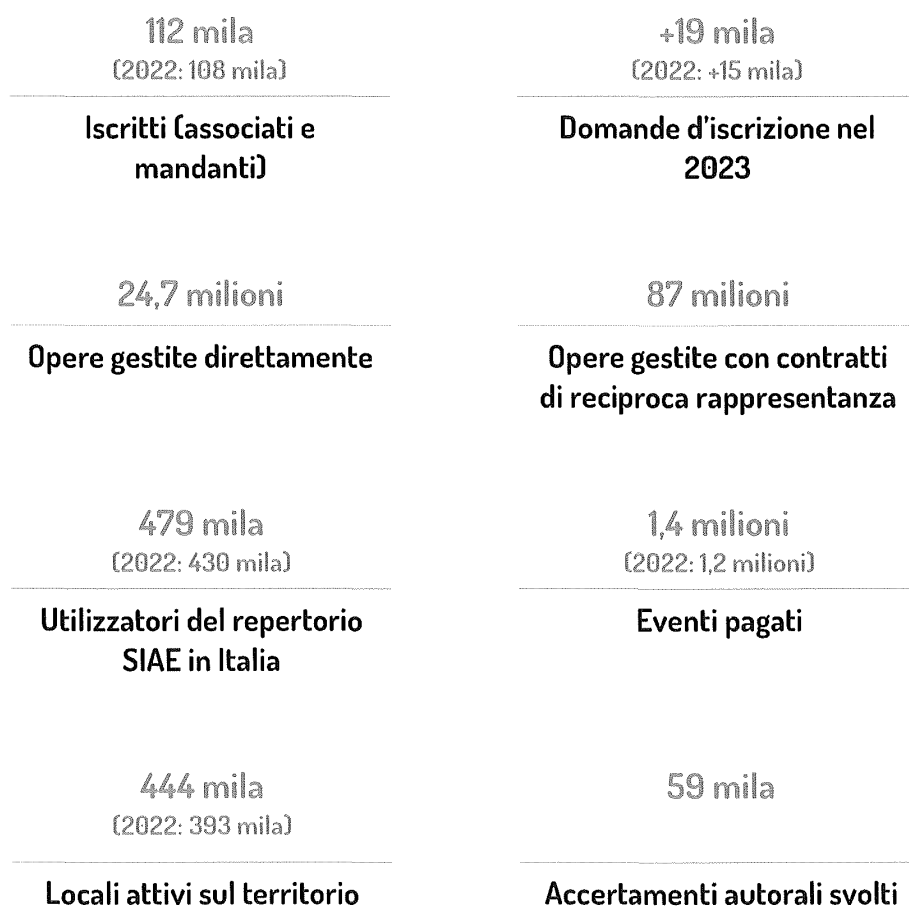 112 mila
(2022: 108 mila)
Iscritti (associati e
mandanti)
+19 mila
(2022: +15 mila)
Domande d'iscrizione nel
2023
24,7 milioni
Opere gestite direttamente
87 milioni
Opere gestite con contratti
di reciproca rappresentanza
479 mila
(2022: 430 mila)
Utilizzatori del repertorio
SIAE in Italia
1,4 milioni
(2022: 1,2 milioni)
Eventi pagati
444 mila
(2022: 393 mila)
Locali attivi sul territorio
59 mila
Accertamenti autorali svolti